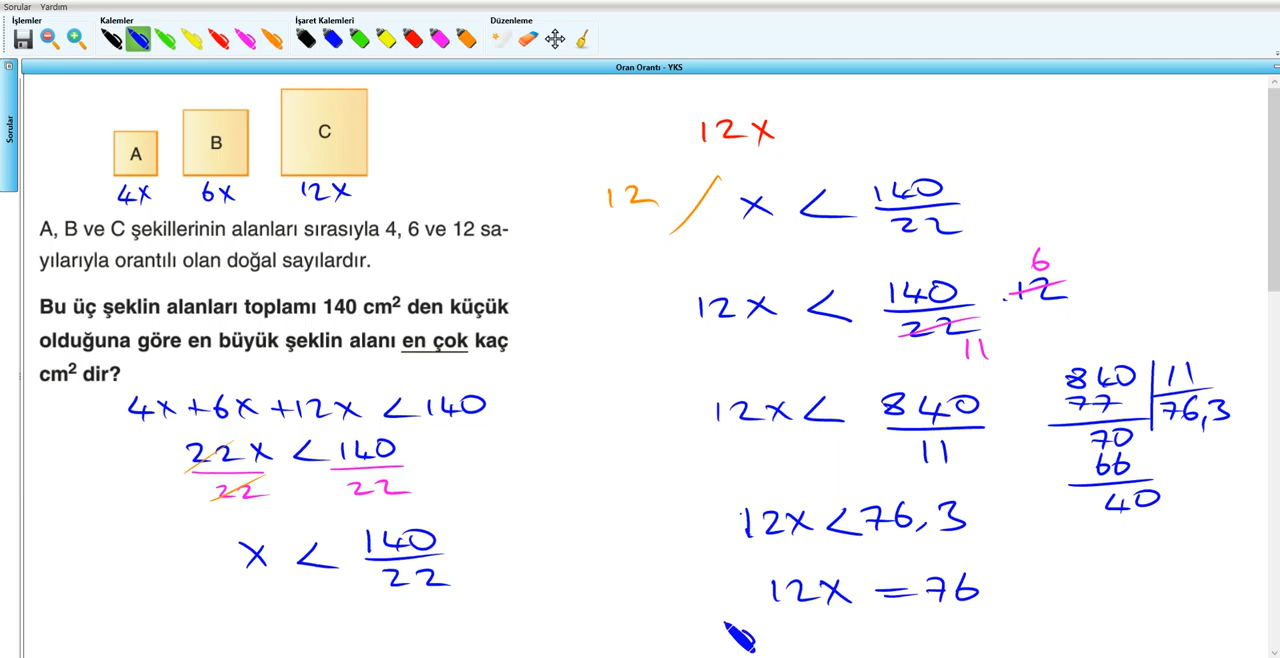 Sorular Yardım
İşlemler Kalemler İşaret Kalemleri Düzenleme
Oran Orantı - YKS
Sorular
A B C
4x 6x 12x
A, B ve C şekillerinin alanları sırasıyla 4, 6 ve 12 sa-
yılarıyla orantılı olan doğal sayılardır.
Bu üç şeklin alanları toplamı 140 cm² den küçük
olduğuna göre en büyük şeklin alanı en çok kaç
cm² dir?
4x+6x+12x <140
22x < 140
22 22
x < 140
22
12x
12 / x < 140
22
12x < 140 .12 6
22 11
12x < 840
11
840 | 11
77 76,3
70
66
40
12x <76,3
12x = 76